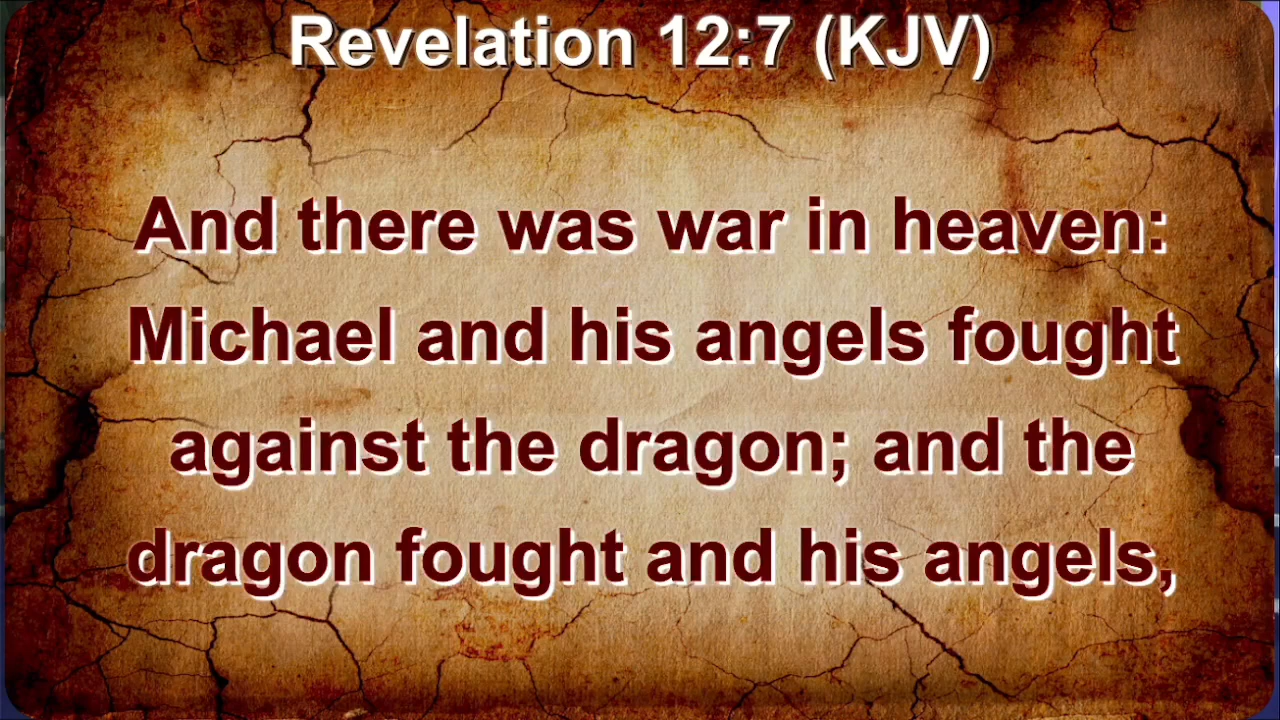 Revelation 12:7 (KJV)
And there was war in heaven:
Michael and his angels fought
against the dragon; and the
dragon fought and his angels,